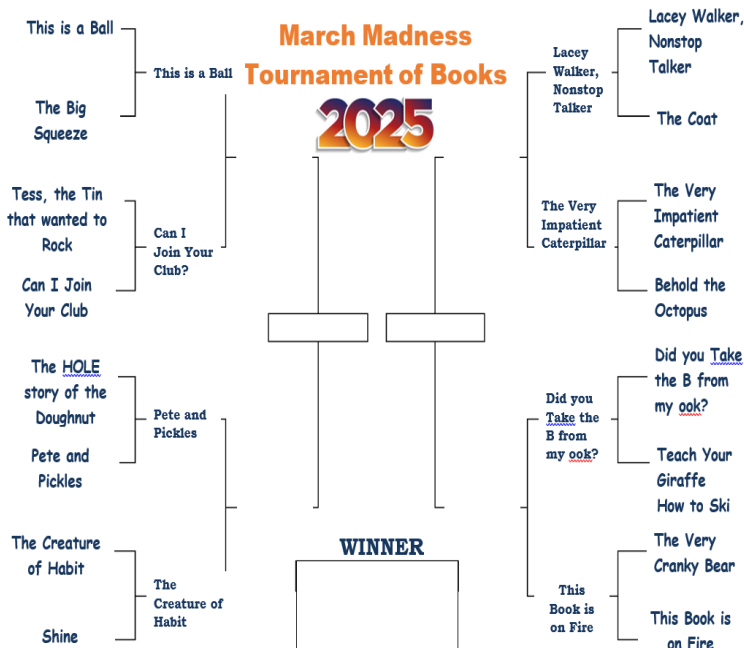 March Madness
Tournament of Books
2025
This is a Ball
The Big
Squeeze
Tess, the Tin
that wanted to
Rock
Can I Join
Your Club
The HOLE
story of the
Doughnut
Pete and
Pickles
The Creature
of Habit
Shine
This is a Ball
Can I
Join Your
Club?
Pete and
Pickles
The
Creature of
Habit
WINNER
Lacey
Walker,
Nonstop
Talker
The Very
Impatient
Caterpillar
Did you
Take the
B from
my ook?
This
Book is
on Fire
Lacey Walker,
Nonstop
Talker
The Coat
The Very
Impatient
Caterpillar
Behold the
Octopus
Did you Take
the B from
my ook?
Teach Your
Giraffe
How to Ski
The Very
Cranky Bear
This Book is
on Fire